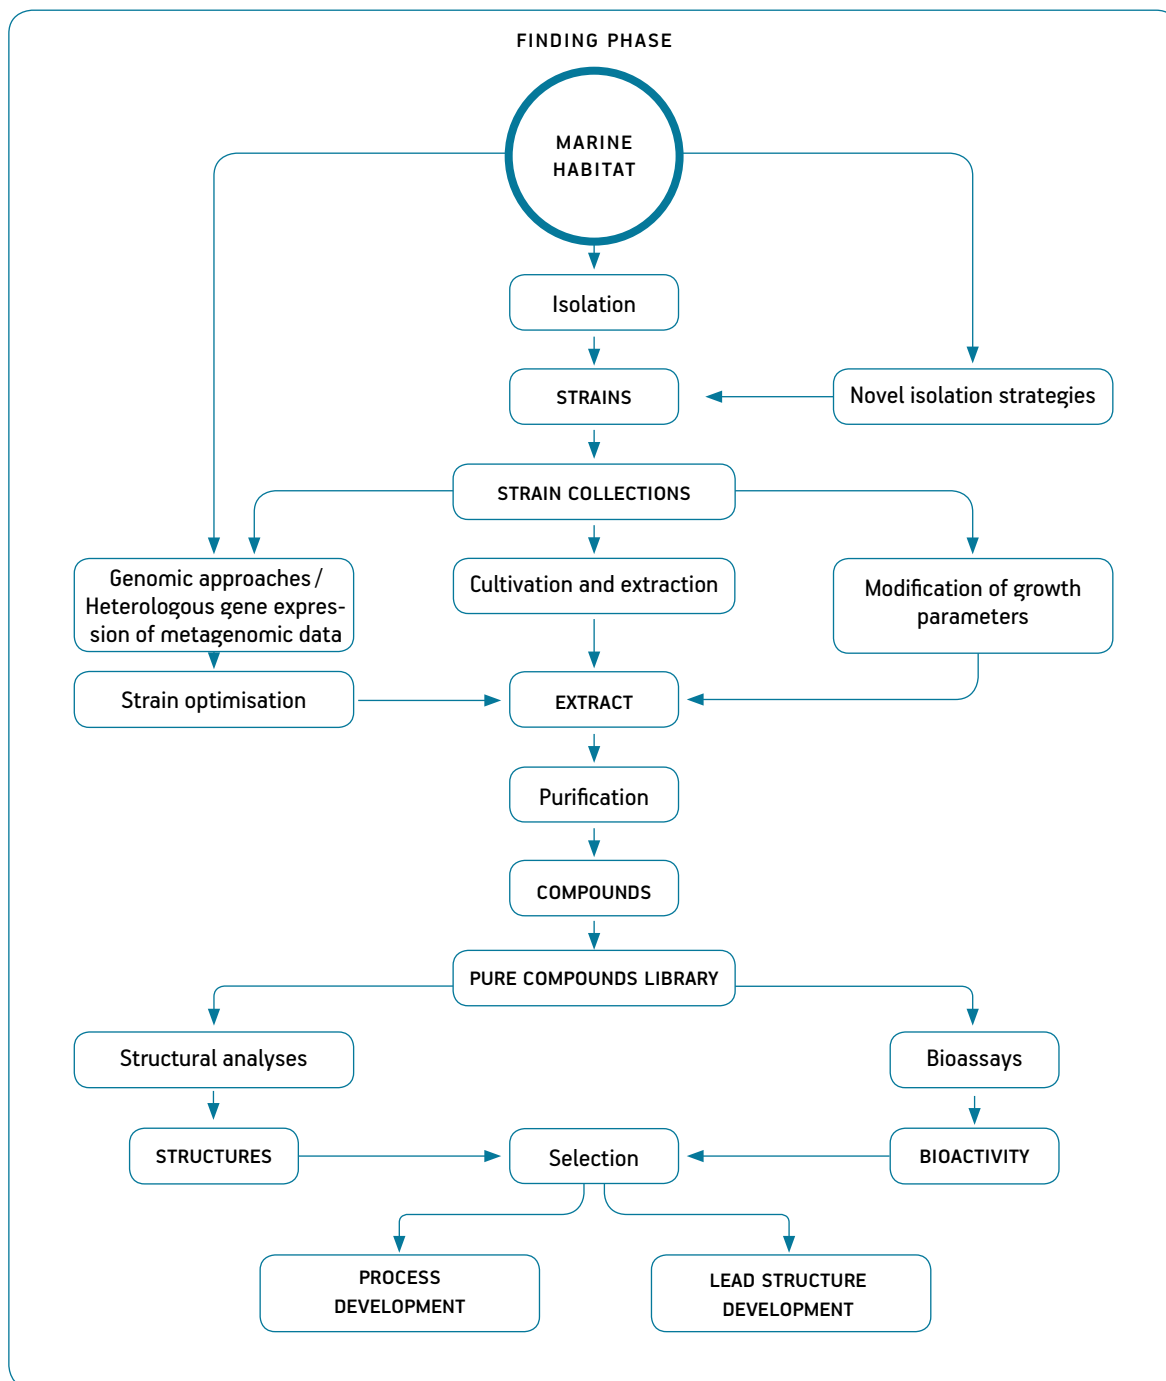 FINDING PHASE
MARINE
HABITAT
Isolation
STRAINS
Novel isolation strategies
STRAIN COLLECTIONS
Genomic approaches /
Heterologous gene expres-
sion of metagenomic data
Cultivation and extraction
Modification of growth
parameters
Strain optimisation
EXTRACT
Purification
COMPOUNDS
PURE COMPOUNDS LIBRARY
Structural analyses
Bioassays
STRUCTURES
Selection
BIOACTIVITY
PROCESS
DEVELOPMENT
LEAD STRUCTURE
DEVELOPMENT